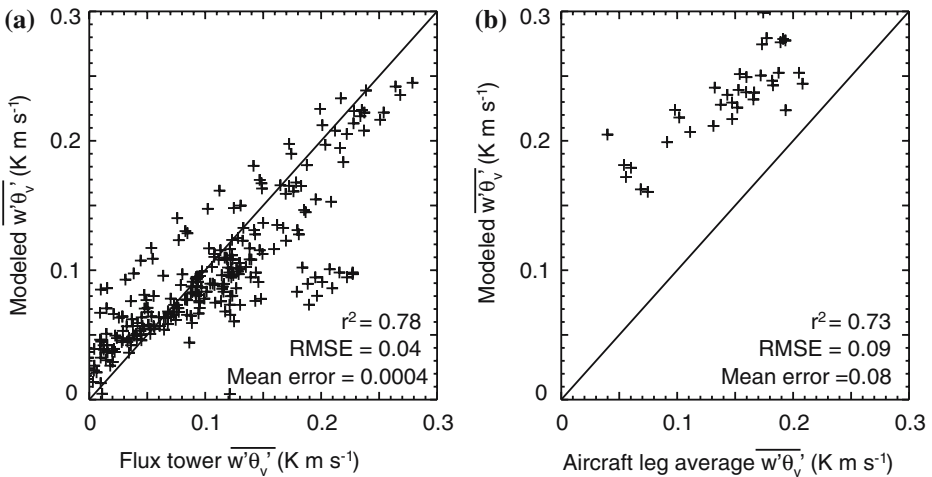 (a)
0.3
0.2
0.1
0
Modeled w'θv' (K m s-1)
r2 = 0.78
RMSE = 0.04
Mean error = 0.0004
0 0.1 0.2 0.3
Flux tower w'θv' (K m s-1)
(b)
0.3
0.2
0.1
0
Modeled w'θv' (K m s-1)
r2 = 0.73
RMSE = 0.09
Mean error =0.08
0 0.1 0.2 0.3
Aircraft leg average w'θv' (K m s-1)